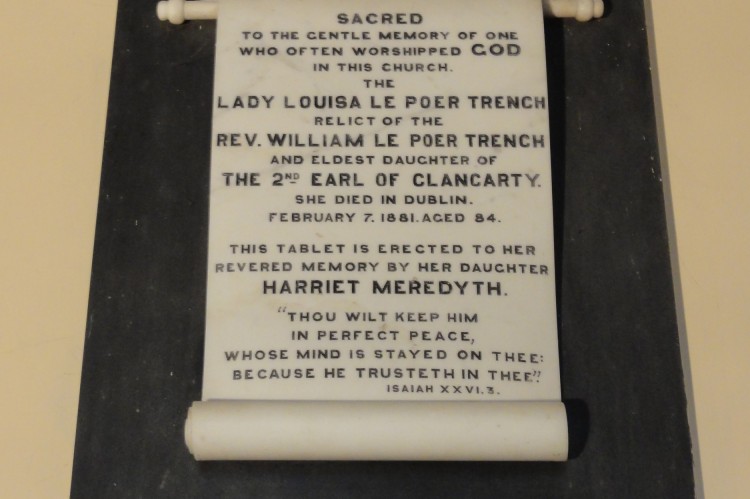 SACRED
TO THE GENTLE MEMORY OF ONE
WHO OFTEN WORSHIPPED GOD
IN THIS CHURCH.
THE
LADY LOUISA LE POER TRENCH
RELICT OF THE
REV. WILLIAM LE POER TRENCH
AND ELDEST DAUGHTER OF
THE 2ND EARL OF CLANCARTY.
SHE DIED IN DUBLIN.
FEBRUARY 7. 1881. AGED 84.
THIS TABLET IS ERECTED TO HER
REVERED MEMORY BY HER DAUGHTER
HARRIET MEREDYTH.
"THOU WILT KEEP HIM
IN PERFECT PEACE,
WHOSE MIND IS STAYED ON THEE:
BECAUSE HE TRUSTETH IN THEE."
ISAIAH XXVI.3.